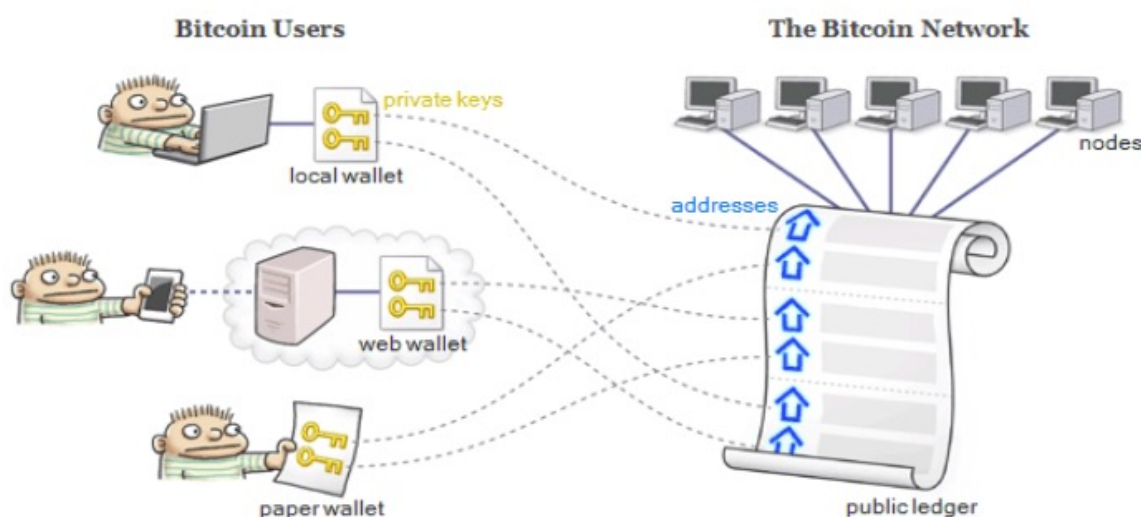 Bitcoin Users
The Bitcoin Network
private keys
local wallet
nodes
addresses
web wallet
paper wallet
public ledger